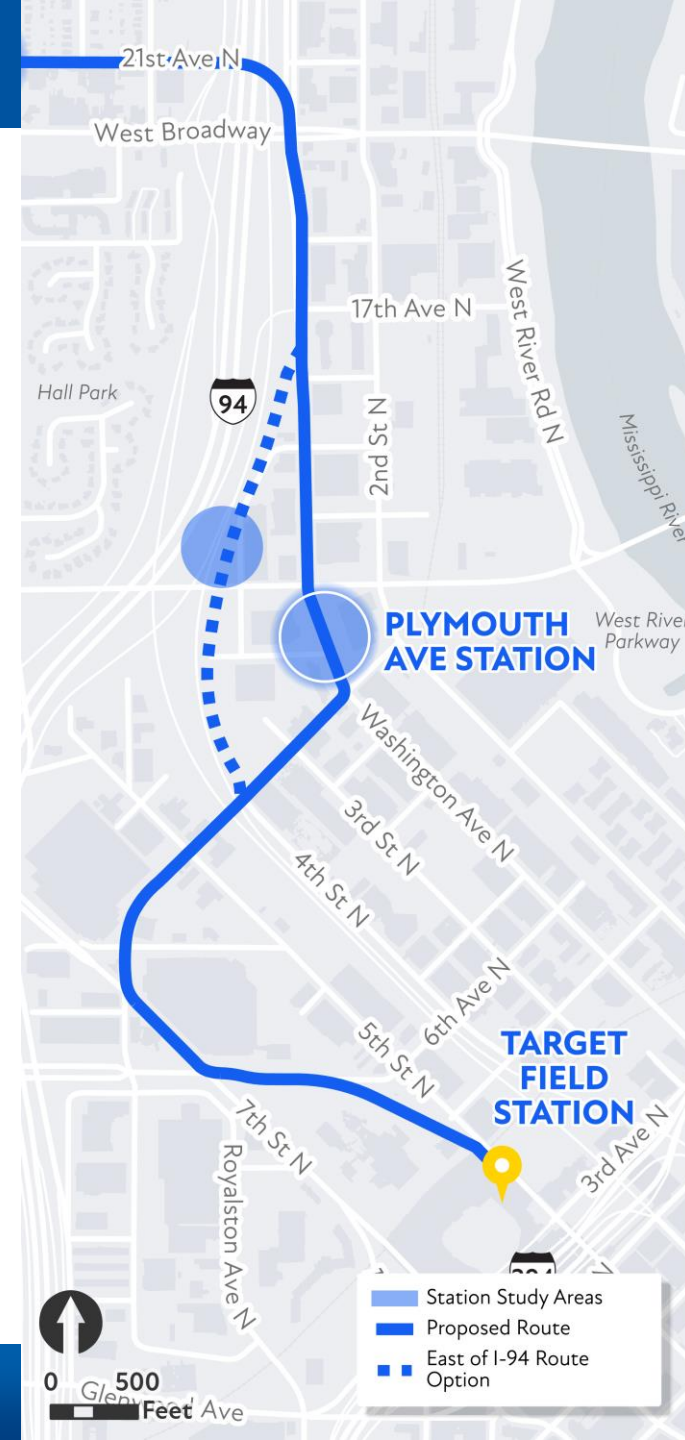 21st Ave N
West Broadway
17th Ave N
West River Rd N
Hall Park
94
2nd St N
Mississippi River
PLYMOUTH
AVE STATION
West River
Parkway
Washington Ave N
3rd St N
4th St N
6th Ave N
5th St N
TARGET
FIELD
STATION
3rd Ave N
7th St N
Royalston Ave N
N
Station Study Areas
Proposed Route
East of I-94 Route
Option
0 500
Feet
Ave